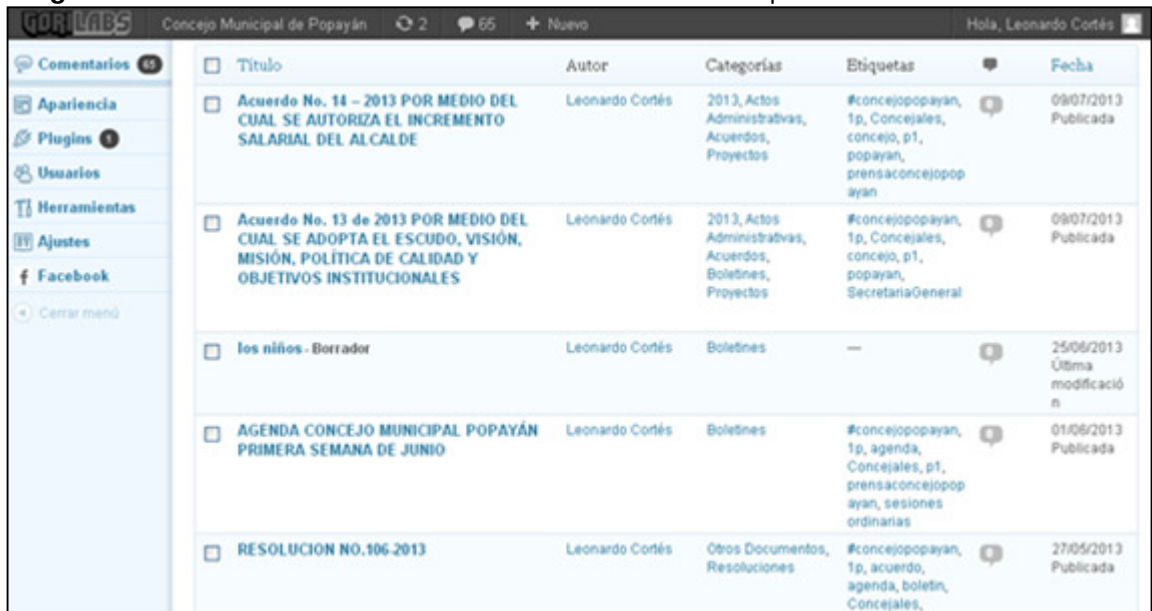 GORILABS Concejo Municipal de Popayán 2 65 + Nuevo Hola, Leonardo Cortés
Comentarios 65
Apariencia
Plugins 1
Usuarios
Herramientas
Ajustes
Facebook
Cerrar menú
Título Autor Categorías Etiquetas Fecha
Acuerdo No. 14 – 2013 POR MEDIO DEL
CUAL SE AUTORIZA EL INCREMENTO
SALARIAL DEL ALCALDE
Leonardo Cortés
2013, Actos
Administrativas,
Acuerdos,
Proyectos
#concejopopayan,
1p, Concejales,
concejo, p1,
popayan,
prensaconcejopop
ayan
0
09/07/2013
Publicada
Acuerdo No. 13 de 2013 POR MEDIO DEL
CUAL SE ADOPTA EL ESCUDO, VISIÓN,
MISIÓN, POLÍTICA DE CALIDAD Y
OBJETIVOS INSTITUCIONALES
Leonardo Cortés
2013, Actos
Administrativas,
Acuerdos,
Boletines,
Proyectos
#concejopopayan,
1p, Concejales,
concejo, p1,
popayan,
SecretariaGeneral
0
09/07/2013
Publicada
los niños - Borrador
Leonardo Cortés
Boletines
—
0
25/06/2013
Última
modificació
n
AGENDA CONCEJO MUNICIPAL POPAYÁN
PRIMERA SEMANA DE JUNIO
Leonardo Cortés
Boletines
#concejopopayan,
1p, agenda,
Concejales, p1,
prensaconcejopop
ayan, sesiones
ordinarias
0
01/06/2013
Publicada
RESOLUCION NO.106-2013
Leonardo Cortés
Otros Documentos,
Resoluciones
#concejopopayan,
1p, acuerdo,
agenda, boletin,
Concejales,
0
27/05/2013
Publicada